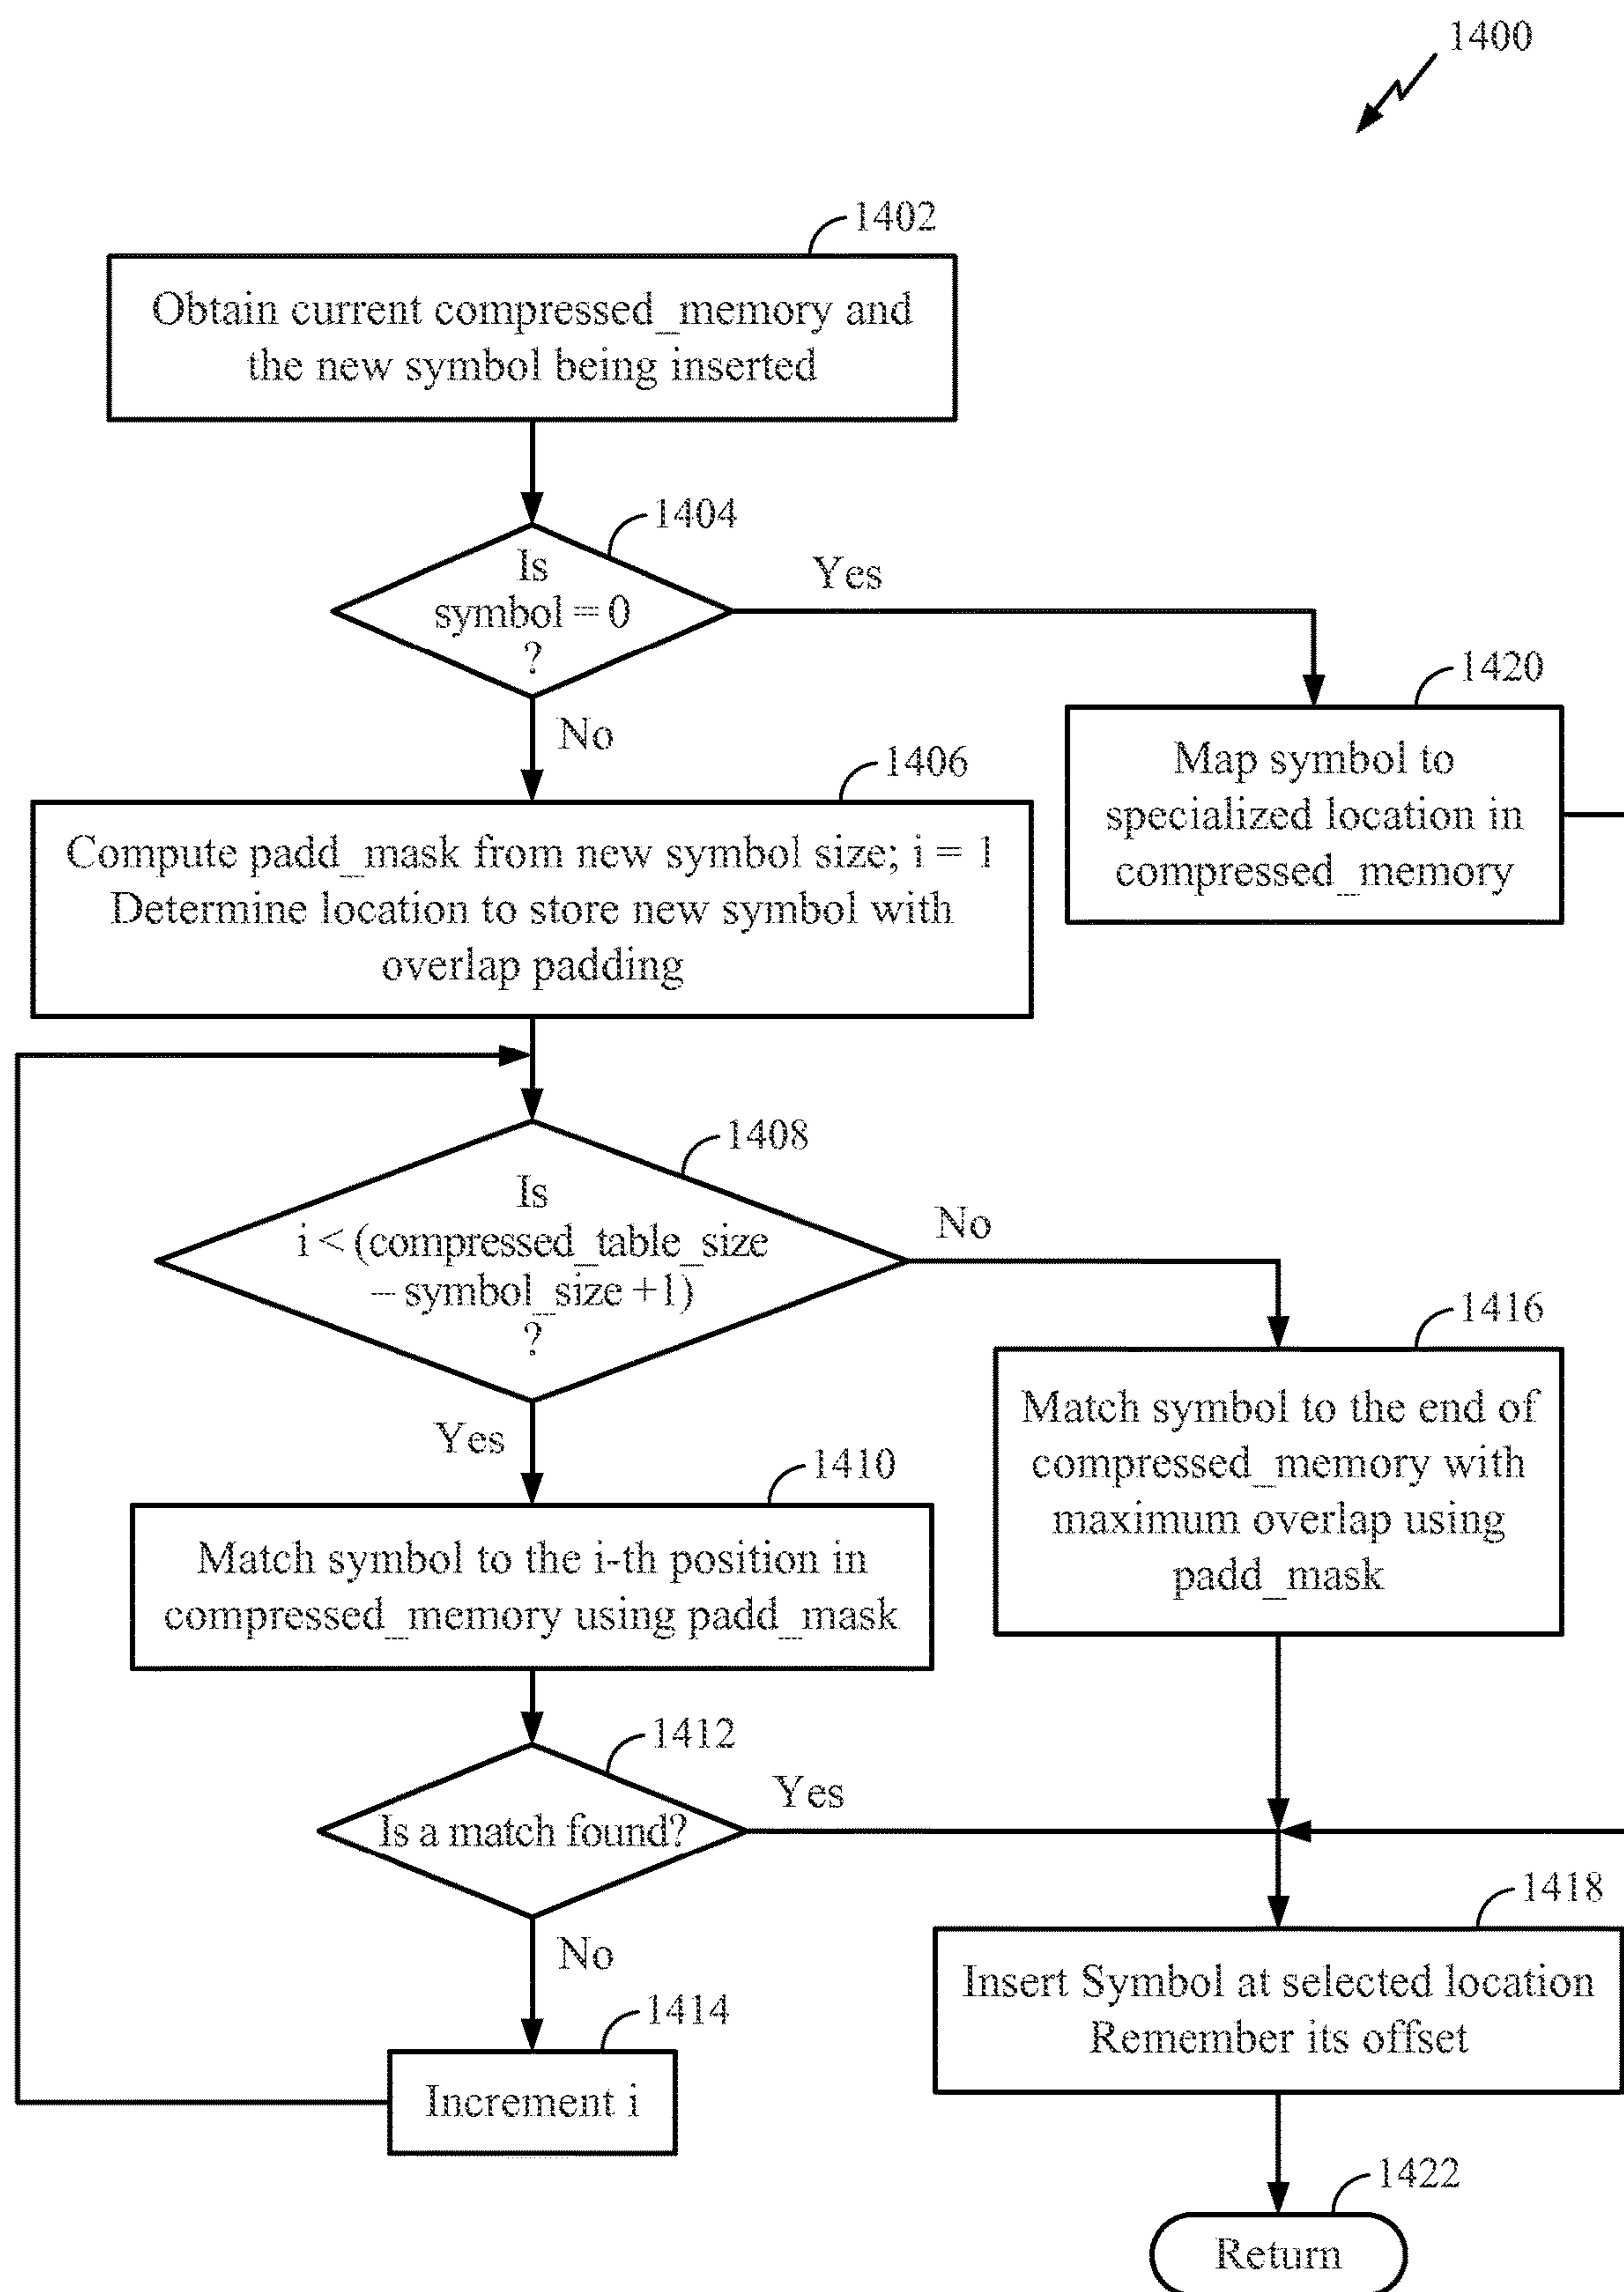 1400
1402
Obtain current compressed_memory and
the new symbol being inserted
1404
Is
symbol = 0
?
Yes
No
1420
Map symbol to
specialized location in
compressed_memory
1406
Compute padd_mask from new symbol size; i = 1
Determine location to store new symbol with
overlap padding
1408
Is
i < (compressed_table_size
– symbol_size +1)
?
No
Yes
1416
Match symbol to the end of
compressed_memory with
maximum overlap using
padd_mask
1410
Match symbol to the i-th position in
compressed_memory using padd_mask
1412
Is a match found?
Yes
No
1418
Insert Symbol at selected location
Remember its offset
1414
Increment i
1422
Return